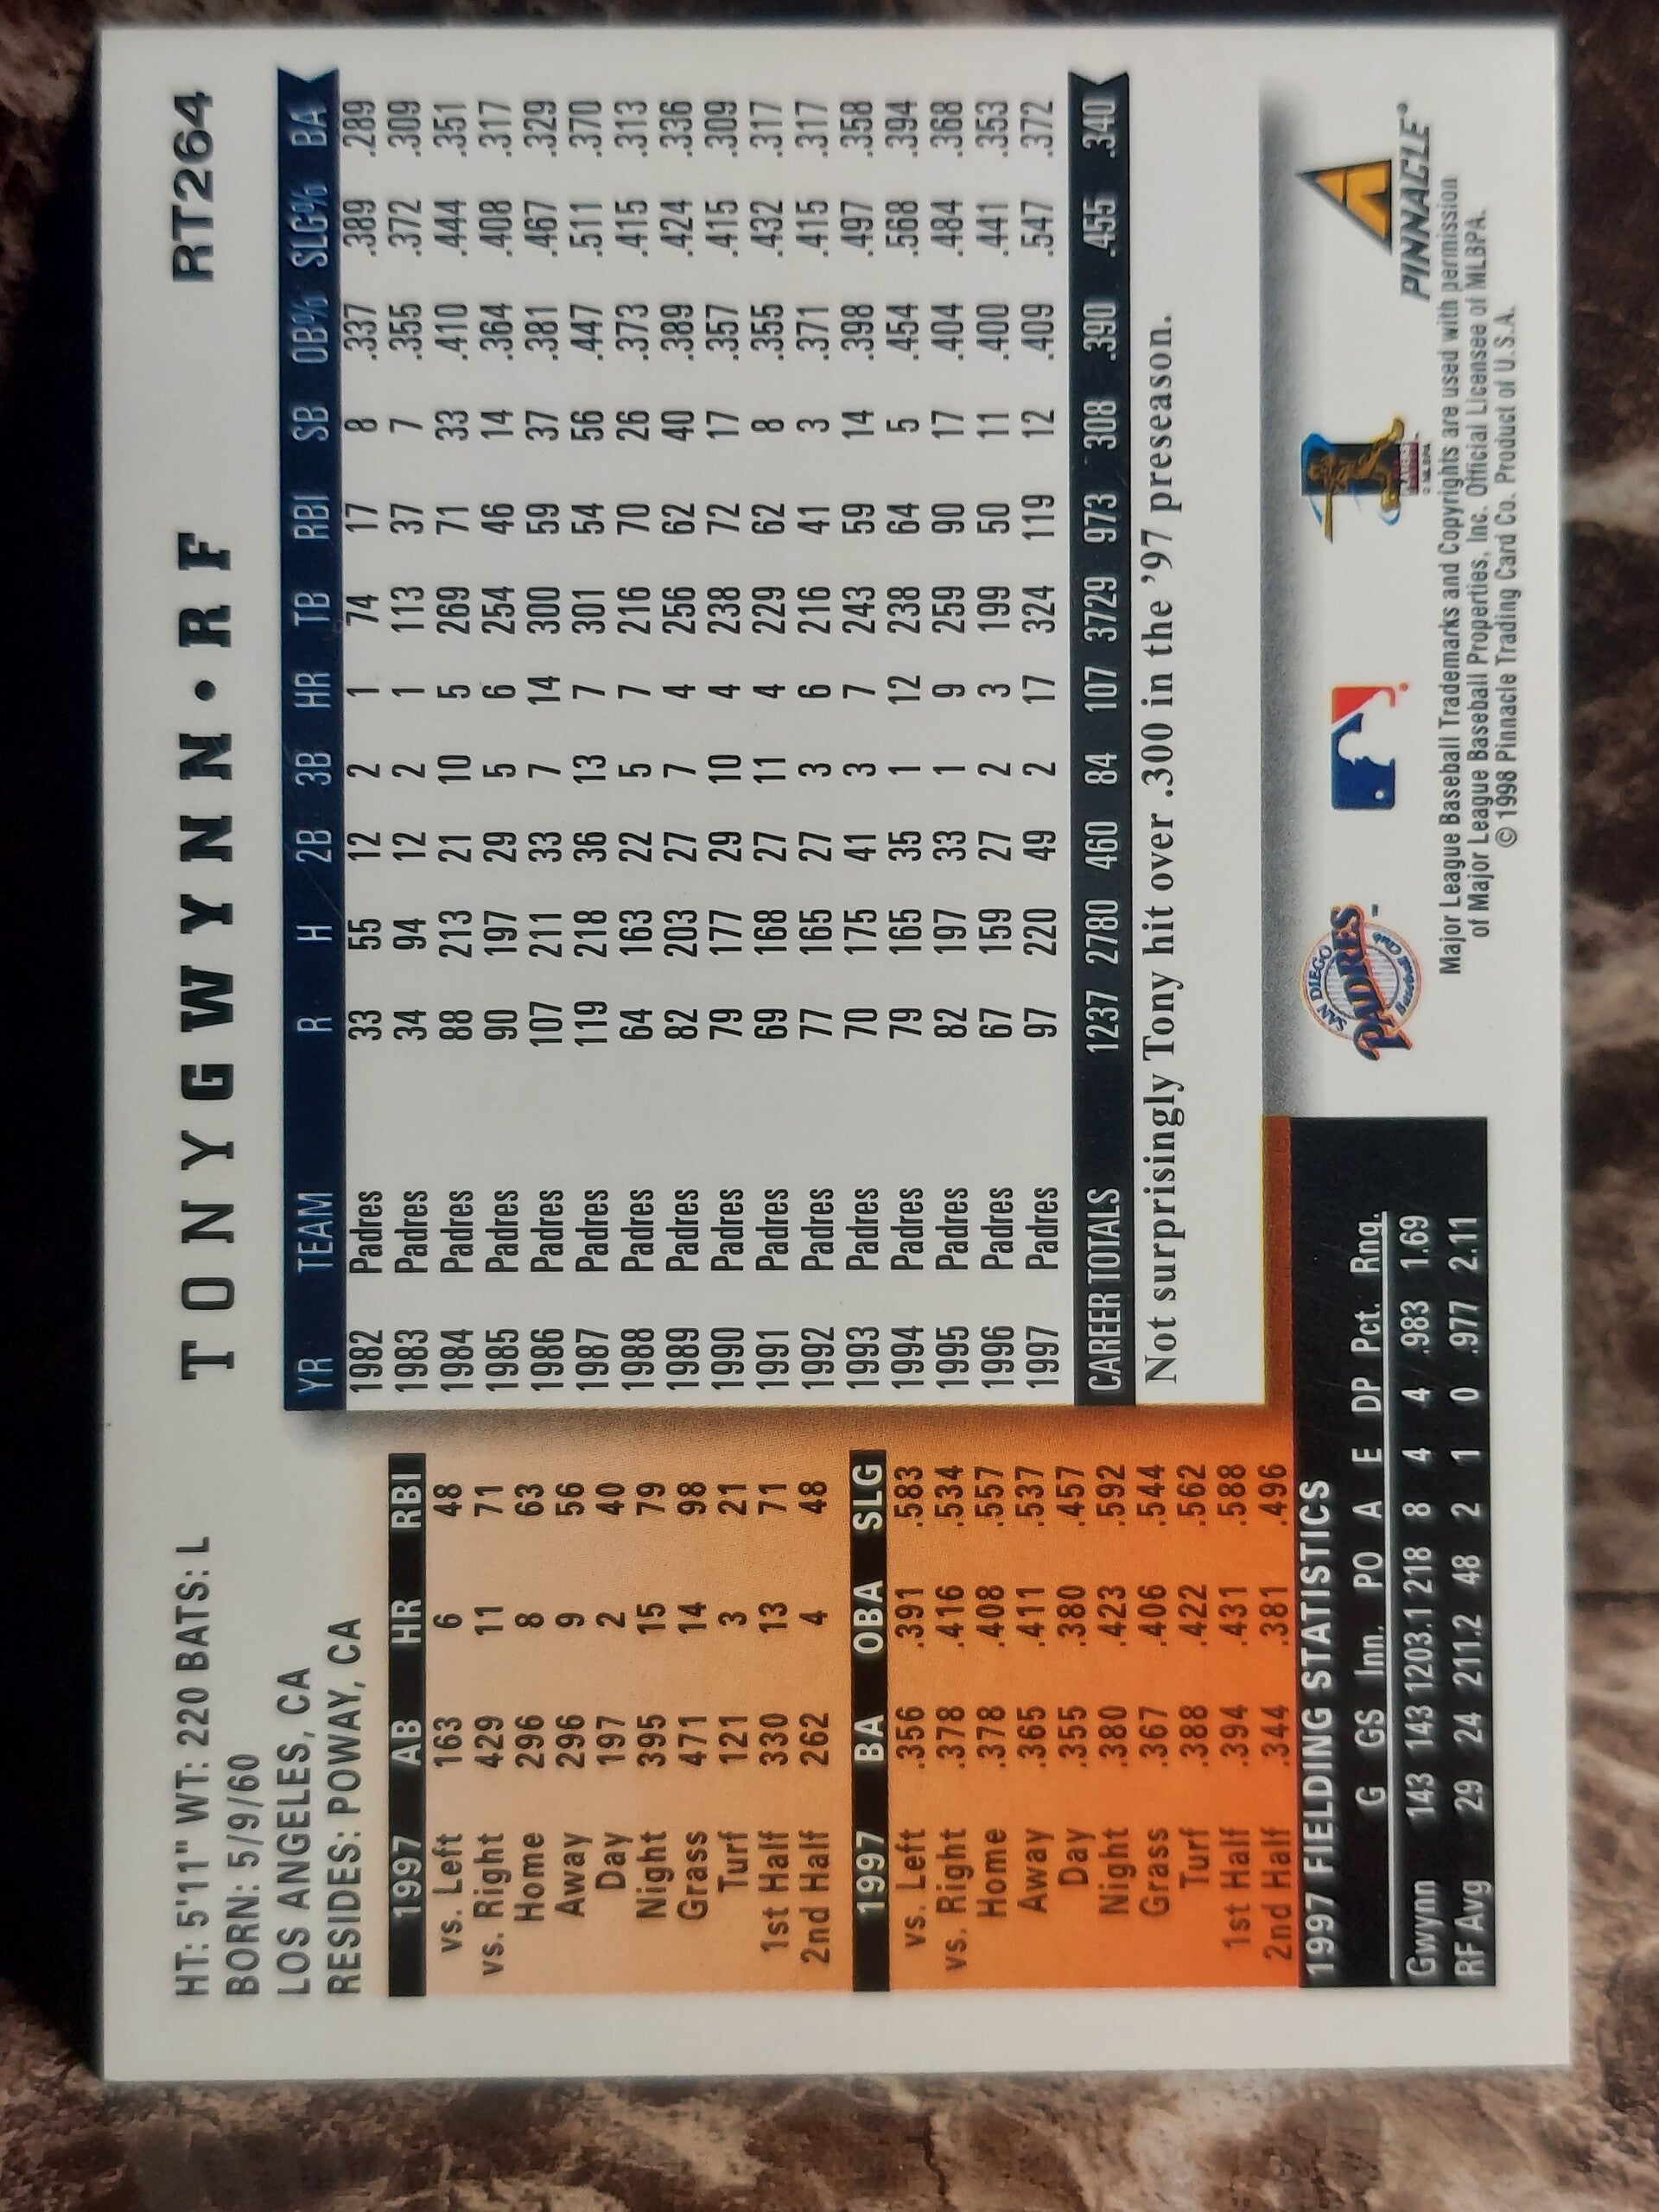 HT: 5'11" WT: 220 BATS: L
BORN: 5/9/60
LOS ANGELES, CA
RESIDES: POWAY, CA
TONY GWYNN • RF
RT264
1997 AB HR RBI
vs. Left 163 6 48
vs. Right 429 11 71
Home 296 8 63
Away 296 9 56
Day 197 2 40
Night 395 15 79
Grass 471 14 98
Turf 121 3 21
1st Half 330 13 71
2nd Half 262 4 48
1997 BA OBA SLG
vs. Left .356 .391 .583
vs. Right .378 .416 .534
Home .378 .408 .557
Away .365 .411 .537
Day .355 .380 .457
Night .380 .423 .592
Grass .367 .406 .544
Turf .388 .422 .562
1st Half .394 .431 .588
2nd Half .344 .381 .496
YR TEAM R H 2B 3B HR TB RBI SB OB% SLG% BA
1982 Padres 33 55 12 2 1 74 17 8 .337 .389 .289
1983 Padres 34 94 12 2 1 113 37 7 .355 .372 .309
1984 Padres 88 213 21 10 5 269 71 33 .410 .444 .351
1985 Padres 90 197 29 5 6 254 46 14 .364 .408 .317
1986 Padres 107 211 33 7 14 300 59 37 .381 .467 .329
1987 Padres 119 218 36 13 7 301 54 56 .447 .511 .370
1988 Padres 64 163 22 5 7 216 70 26 .373 .415 .313
1989 Padres 82 203 27 7 4 256 62 40 .389 .424 .336
1990 Padres 79 177 29 10 4 238 72 17 .357 .415 .309
1991 Padres 69 168 27 11 4 229 62 8 .355 .432 .317
1992 Padres 77 165 27 3 6 216 41 3 .371 .415 .317
1993 Padres 70 175 41 3 7 243 59 14 .398 .497 .358
1994 Padres 79 165 35 1 12 238 64 5 .454 .568 .394
1995 Padres 82 197 33 1 9 259 90 17 .404 .484 .368
1996 Padres 67 159 27 2 3 199 50 11 .400 .441 .353
1997 Padres 97 220 49 2 17 324 119 12 .409 .547 .372
CAREER TOTALS 1237 2780 460 84 107 3729 973 308 .390 .455 .340
Not surprisingly Tony hit over .300 in the '97 preseason.
1997 FIELDING STATISTICS
G GS Inn. PO A E DP Pct. Rng.
Gwynn 143 143 1203.1 218 8 4 4 .983 1.69
RF Avg 29 24 211.2 48 2 1 0 .977 2.11
SAN DIEGO
PADRES™
Baseball Club
PINNACLE®
Major League Baseball Trademarks and Copyrights are used with permission
of Major League Baseball Properties, Inc. Official Licensee of MLBPA.
© 1998 Pinnacle Trading Card Co. Product of U.S.A.